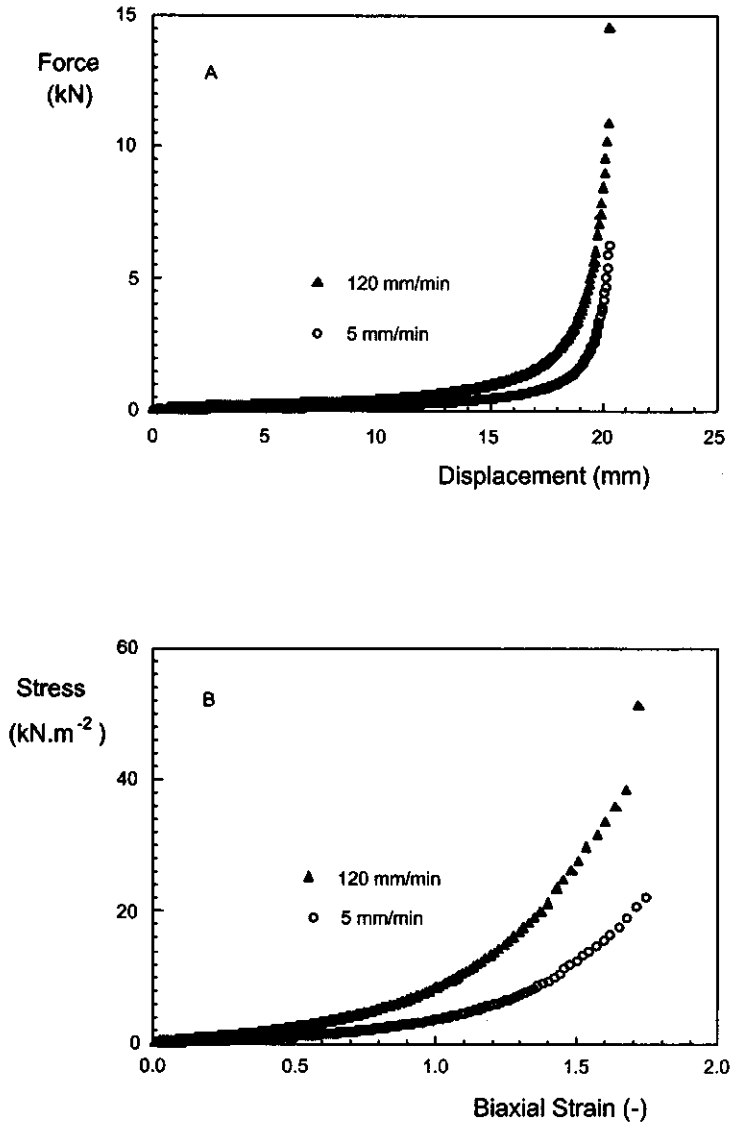 15
Force
(kN)
A
10
5
▲ 120 mm/min
○ 5 mm/min
0
0 5 10 15 20 25
Displacement (mm)
60
Stress
(kN.m⁻²)
B
40
▲ 120 mm/min
○ 5 mm/min
20
0
0.0 0.5 1.0 1.5 2.0
Biaxial Strain (-)